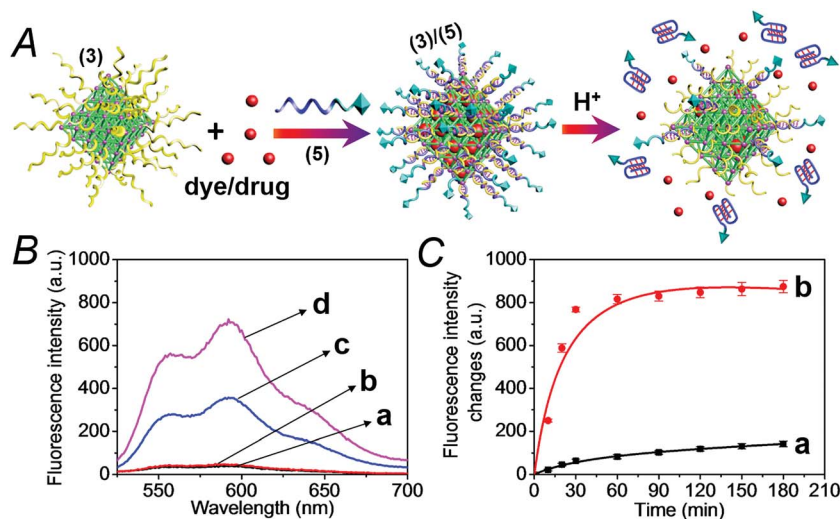 A
(3)
(3)/(5)
+
H+
(5)
dye/drug
B
Fluorescence intensity (a.u.)
1000
800
600
400
200
0
d
c
b
a
550 600 650 700
Wavelength (nm)
C
Fluorescence intensity
changes (a.u.)
1000
800
600
400
200
0
b
a
0 30 60 90 120 150 180 210
Time (min)